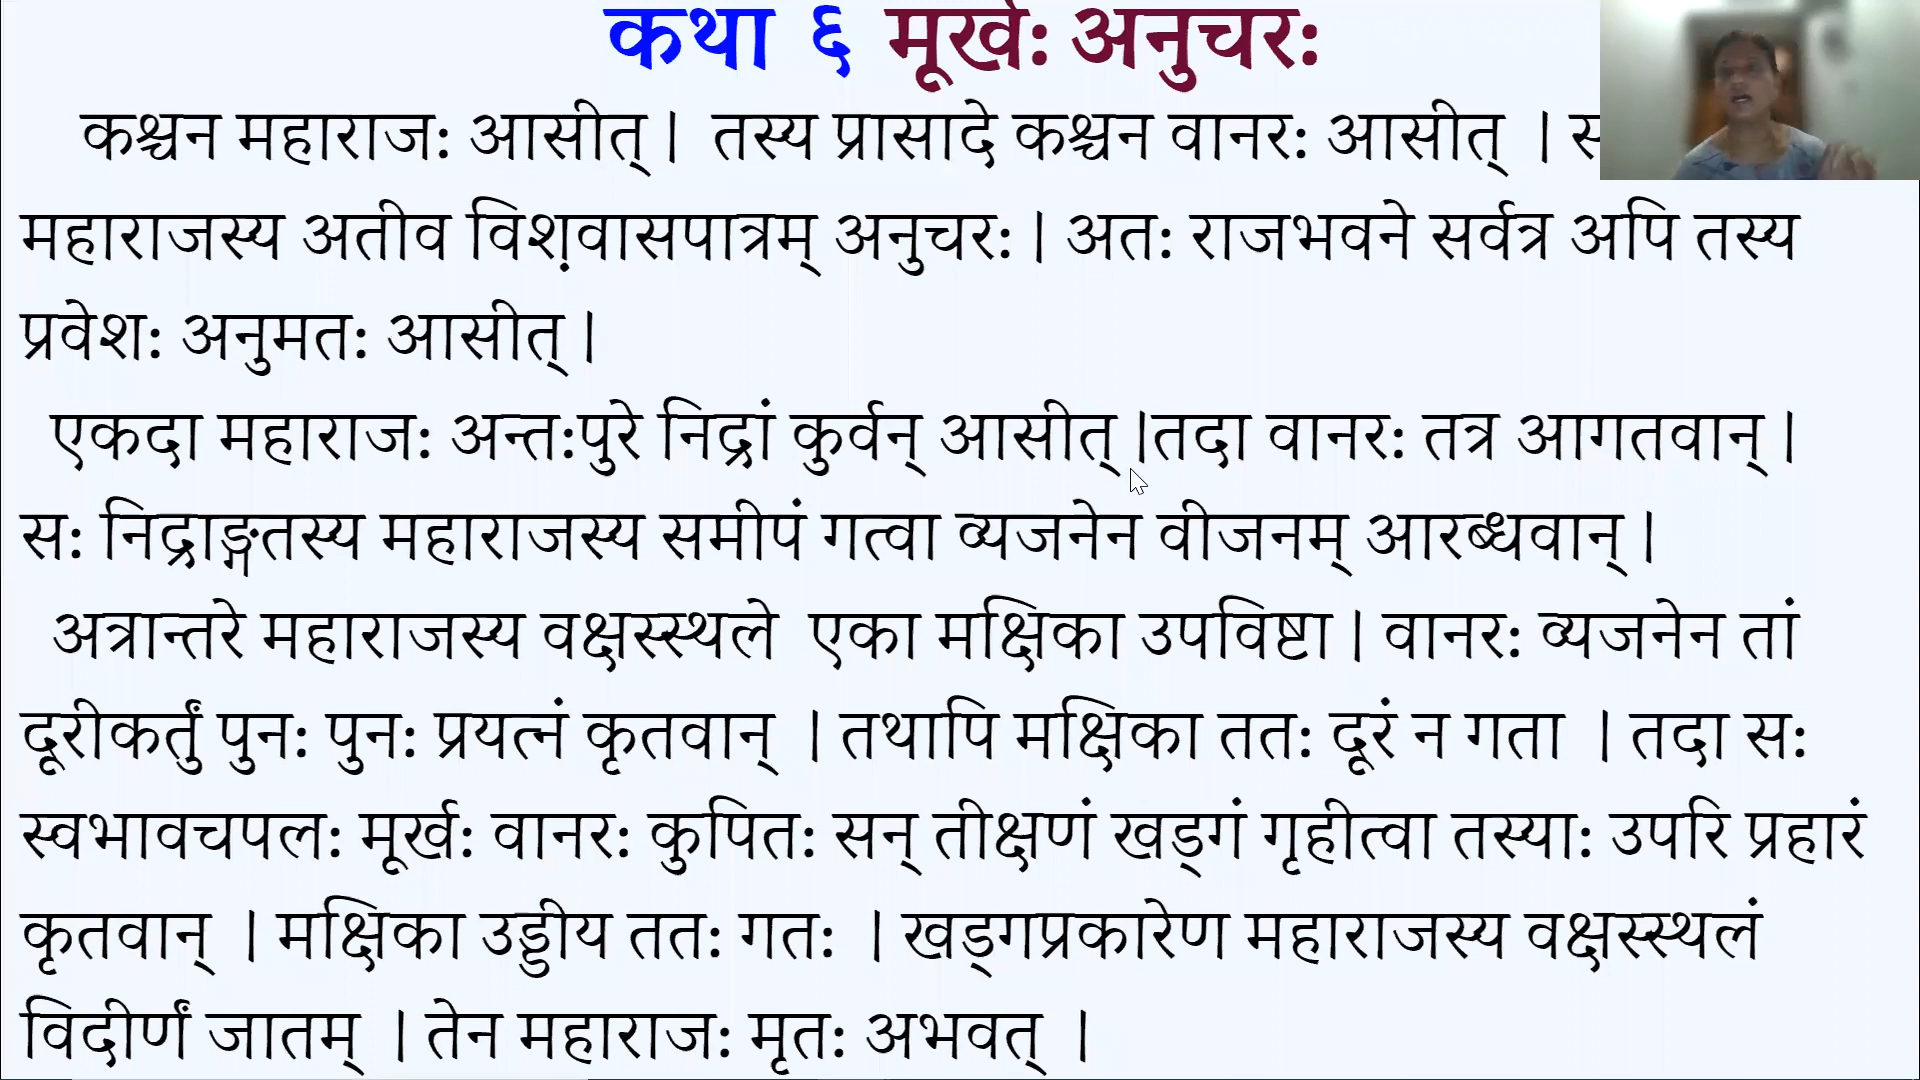 कथा ६ मूर्खः अनुचरः
कश्चन महाराजः आसीत् । तस्य प्रासादे कश्चन वानरः आसीत् ।
महाराजस्य अतीव विश़वासपात्रम् अनुचरः । अतः राजभवने सर्वत्र अपि तस्य
प्रवेशः अनुमतः आसीत् ।
एकदा महाराजः अन्तःपुरे निद्रां कुर्वन् आसीत् ।तदा वानरः तत्र आगतवान् ।
सः निद्राङ्गतस्य महाराजस्य समीपं गत्वा व्यजनेन वीजनम् आरब्धवान् ।
अत्रान्तरे महाराजस्य वक्षस्स्थले एका मक्षिका उपविष्टा । वानरः व्यजनेन तां
दूरीकर्तुं पुनः पुनः प्रयत्नं कृतवान् । तथापि मक्षिका ततः दूरं न गता । तदा सः
स्वभावचपलः मूर्खः वानरः कुपितः सन् तीक्षणं खड्गं गृहीत्वा तस्याः उपरि प्रहारं
कृतवान् । मक्षिका उड्डीय ततः गतः । खड्गप्रकारेण महाराजस्य वक्षस्स्थलं
विदीर्णं जातम् । तेन महाराजः मृतः अभवत् ।